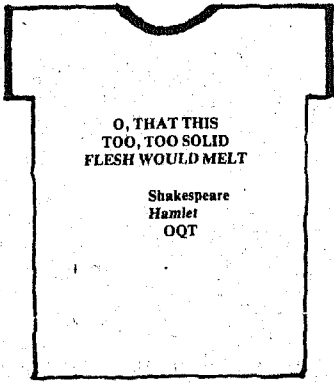 O, THAT THIS
TOO, TOO SOLID
FLESH WOULD MELT
Shakespeare
Hamlet
OQT